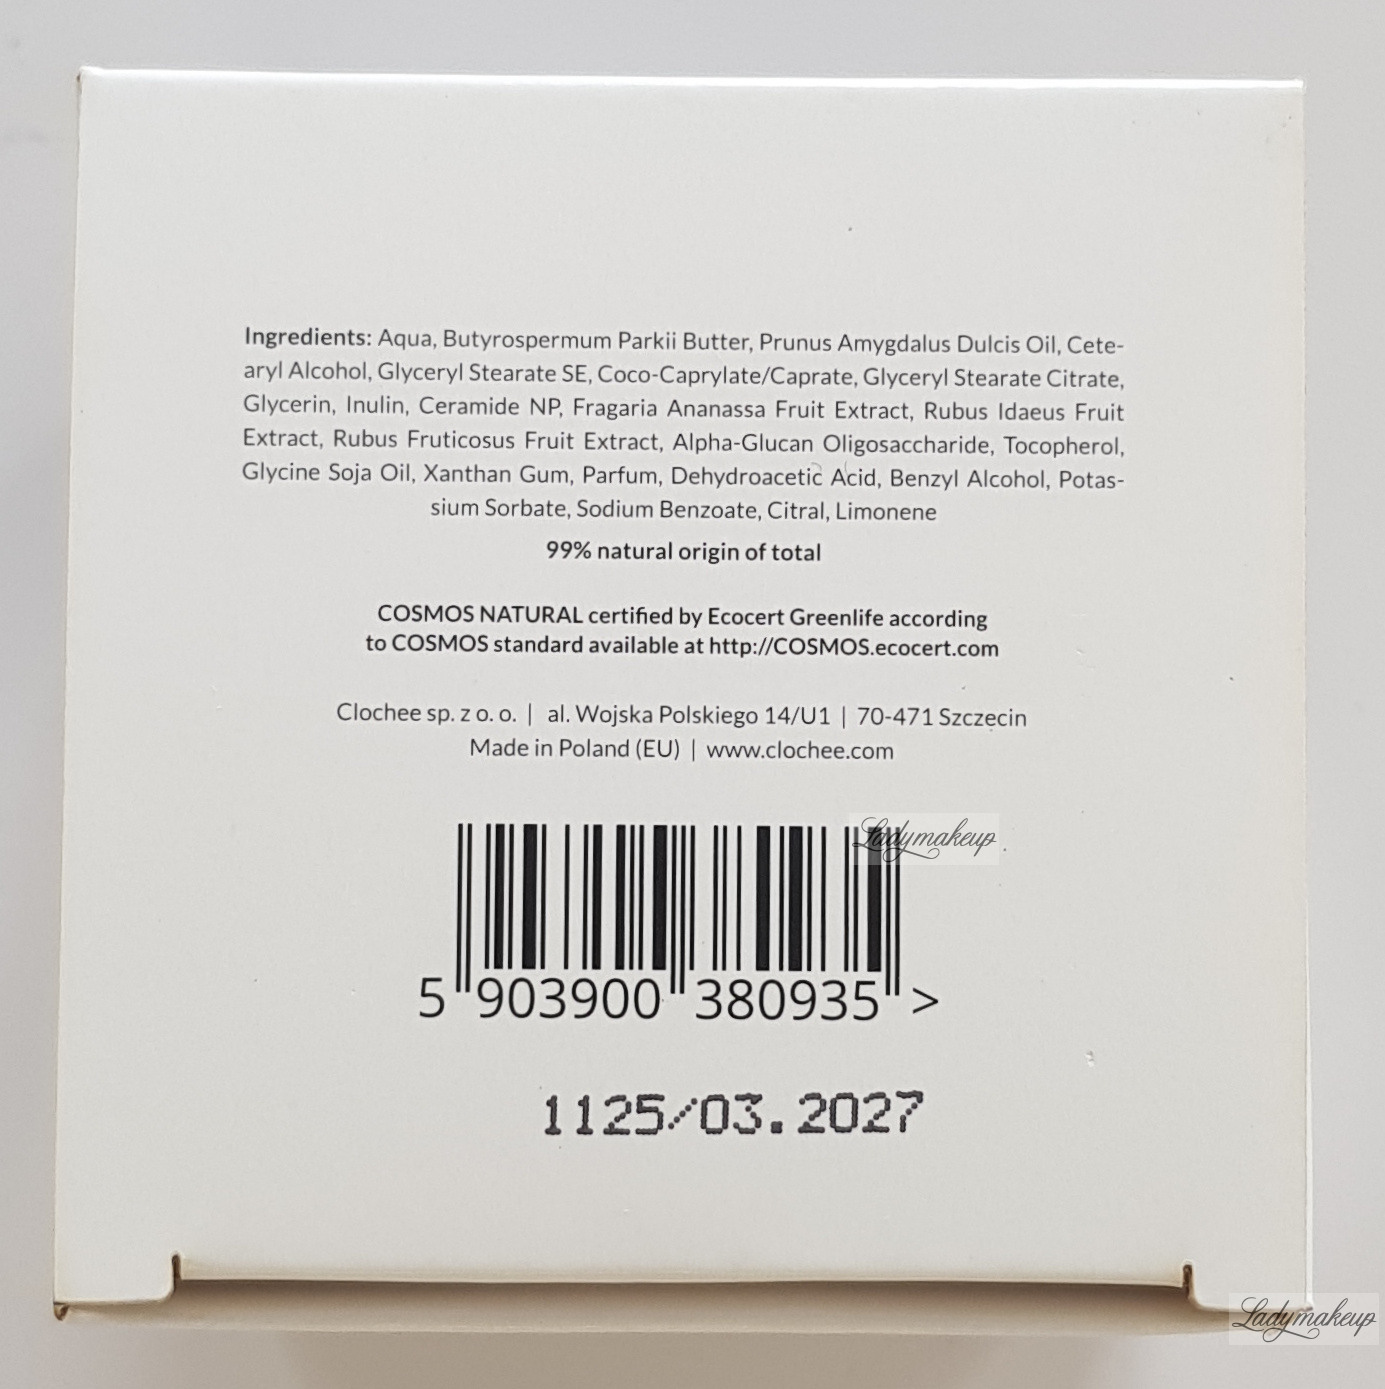 Ingredients: Aqua, Butyrospermum Parkii Butter, Prunus Amygdalus Dulcis Oil, Cete-
aryl Alcohol, Glyceryl Stearate SE, Coco-Caprylate/Caprate, Glyceryl Stearate Citrate,
Glycerin, Inulin, Ceramide NP, Fragaria Ananassa Fruit Extract, Rubus Idaeus Fruit
Extract, Rubus Fruticosus Fruit Extract, Alpha-Glucan Oligosaccharide, Tocopherol,
Glycine Soja Oil, Xanthan Gum, Parfum, Dehydroacetic Acid, Benzyl Alcohol, Potas-
sium Sorbate, Sodium Benzoate, Citral, Limonene
99% natural origin of total
COSMOS NATURAL certified by Ecocert Greenlife according
to COSMOS standard available at http://COSMOS.ecocert.com
Clochee sp. z o. o. | al. Wojska Polskiego 14/U1 | 70-471 Szczecin
Made in Poland (EU) | www.clochee.com
Ladymakeup
5 903900 380935 >
1125/03.2027
Ladymakeup